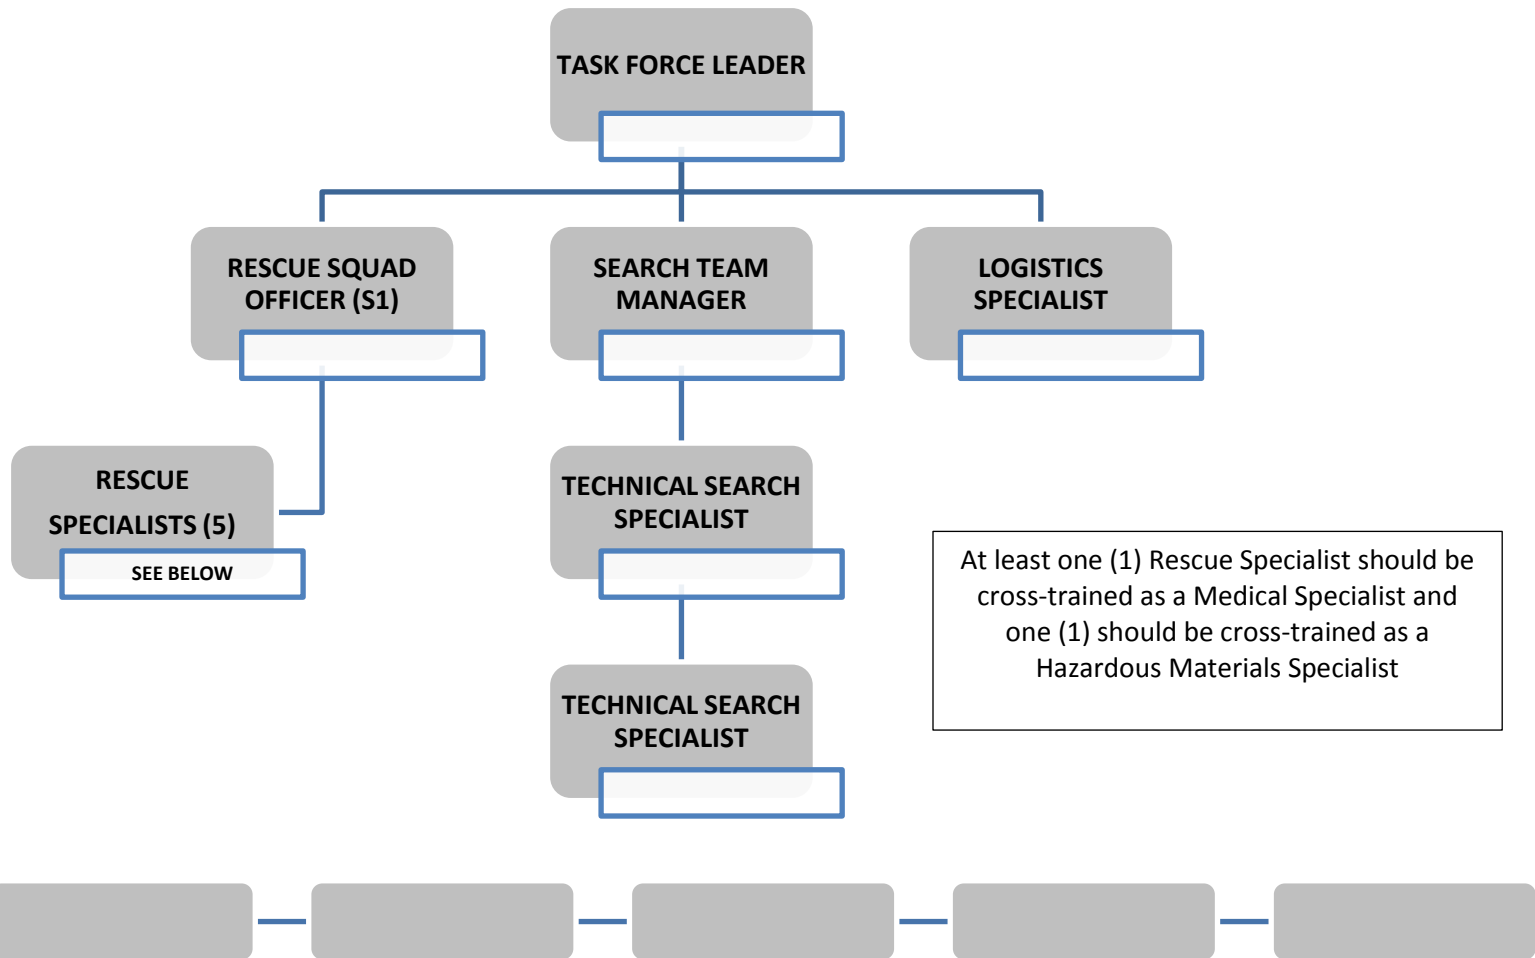 TASK FORCE LEADER
RESCUE SQUAD
OFFICER (S1)
SEARCH TEAM
MANAGER
LOGISTICS
SPECIALIST
RESCUE
SPECIALISTS (5)
SEE BELOW
TECHNICAL SEARCH
SPECIALIST
At least one (1) Rescue Specialist should be
cross-trained as a Medical Specialist and
one (1) should be cross-trained as a
Hazardous Materials Specialist
TECHNICAL SEARCH
SPECIALIST